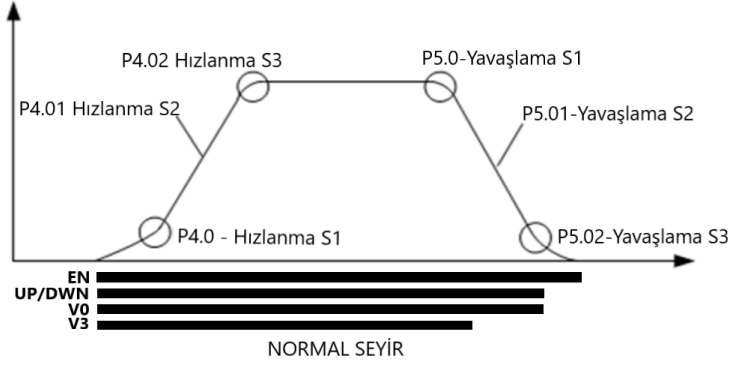 P4.02 Hızlanma S3
P5.0-Yavaşlama S1
P4.01 Hızlanma S2
P5.01-Yavaşlama S2
P4.0 - Hızlanma S1
P5.02-Yavaşlama S3
EN
UP/DWN
V0
V3
NORMAL SEYİR